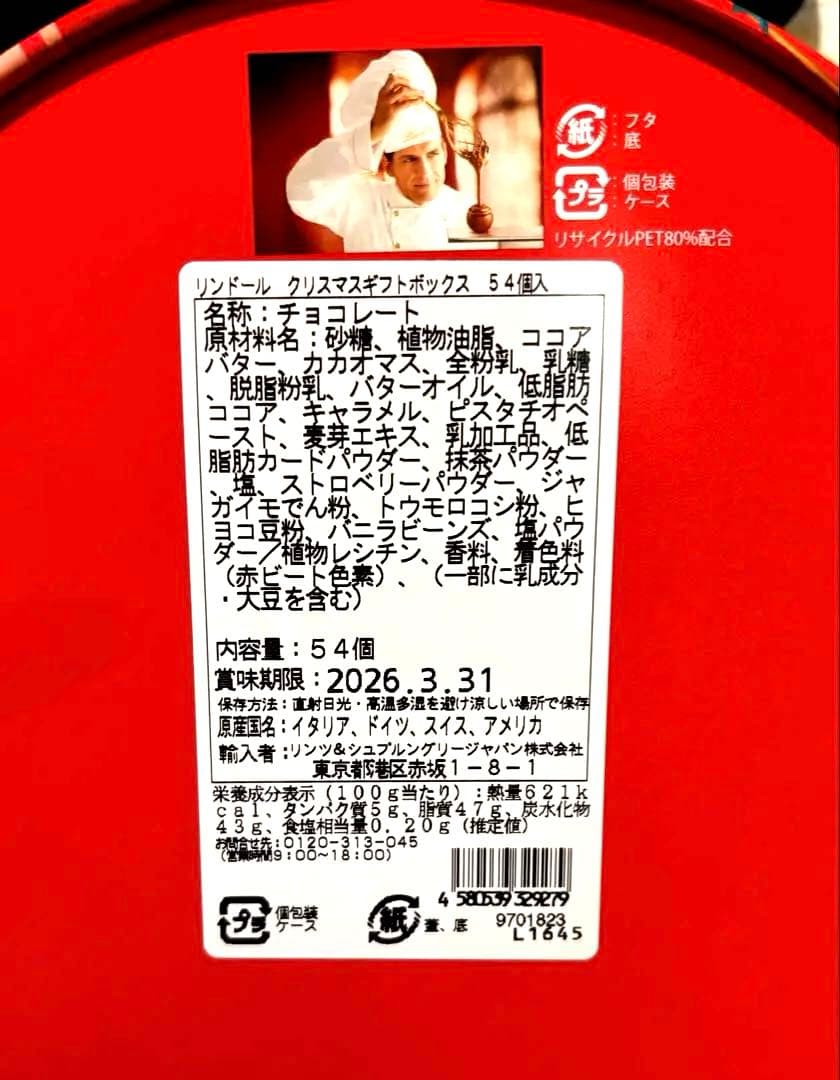 紙：フタ
：底
プラ：個包装
：ケース
リサイクルPET80%配合
リンドール　クリスマスギフトボックス　５４個入
名称：チョコレート
原材料名：砂糖、植物油脂、ココア
バター、カカオマス、全粉乳、乳糖
、脱脂粉乳、バターオイル、低脂肪
ココア、キャラメル、ピスタチオペ
ースト、麦芽エキス、乳加工品、低
脂肪カードパウダー、抹茶パウダー
、塩、ストロベリーパウダー、ジャ
ガイモでん粉、トウモロコシ粉、ヒ
ヨコ豆粉、バニラビーンズ、塩パウ
ダー／植物レシチン、香料、着色料
（赤ビート色素）、（一部に乳成分
・大豆を含む）
内容量：５４個
賞味期限：2026.3.31
保存方法：直射日光・高温多湿を避け涼しい場所で保存
原産国名：イタリア、ドイツ、スイス、アメリカ
輸入者：リンツ&シュプルングリージャパン株式会社
東京都港区赤坂１－８－１
栄養成分表示（１００ｇ当たり）：熱量６２１ｋ
ｃａｌ、タンパク質５ｇ、脂質４７ｇ、炭水化物
４３ｇ、食塩相当量０．２０ｇ（推定値）
お問合せ先：0120-313-045
（営業時間9：00~18：00）
4 580539 329279
プラ 個包装
ケース
紙 蓋、底
9701823
L1645